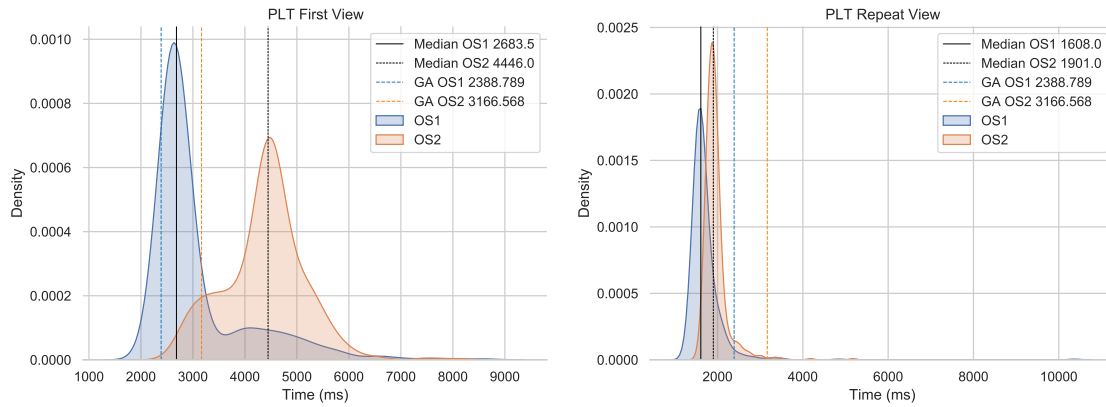 PLT First View
0.0010
0.0008
0.0006
0.0004
0.0002
0.0000
Density
1000 2000 3000 4000 5000 6000 7000 8000 9000
Time (ms)
Median OS1 2683.5
Median OS2 4446.0
GA OS1 2388.789
GA OS2 3166.568
OS1
OS2
PLT Repeat View
0.0025
0.0020
0.0015
0.0010
0.0005
0.0000
Density
2000 4000 6000 8000 10000
Time (ms)
Median OS1 1608.0
Median OS2 1901.0
GA OS1 2388.789
GA OS2 3166.568
OS1
OS2